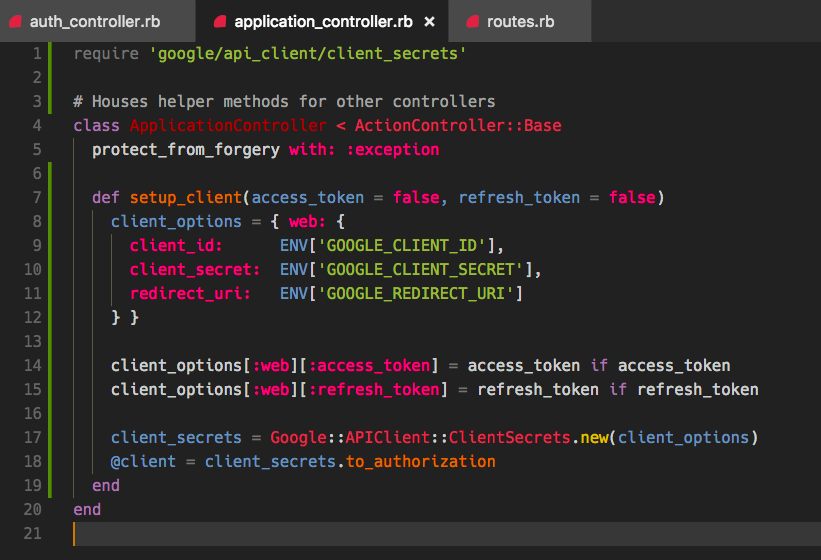 auth_controller.rb application_controller.rb × routes.rb
1 require 'google/api_client/client_secrets'
2
3 # Houses helper methods for other controllers
4 class ApplicationController < ActionController::Base
5   protect_from_forgery with: :exception
6
7   def setup_client(access_token = false, refresh_token = false)
8     client_options = { web: {
9       client_id:      ENV['GOOGLE_CLIENT_ID'],
10       client_secret:  ENV['GOOGLE_CLIENT_SECRET'],
11       redirect_uri:   ENV['GOOGLE_REDIRECT_URI']
12     } }
13
14     client_options[:web][:access_token] = access_token if access_token
15     client_options[:web][:refresh_token] = refresh_token if refresh_token
16
17     client_secrets = Google::APIClient::ClientSecrets.new(client_options)
18     @client = client_secrets.to_authorization
19   end
20 end
21